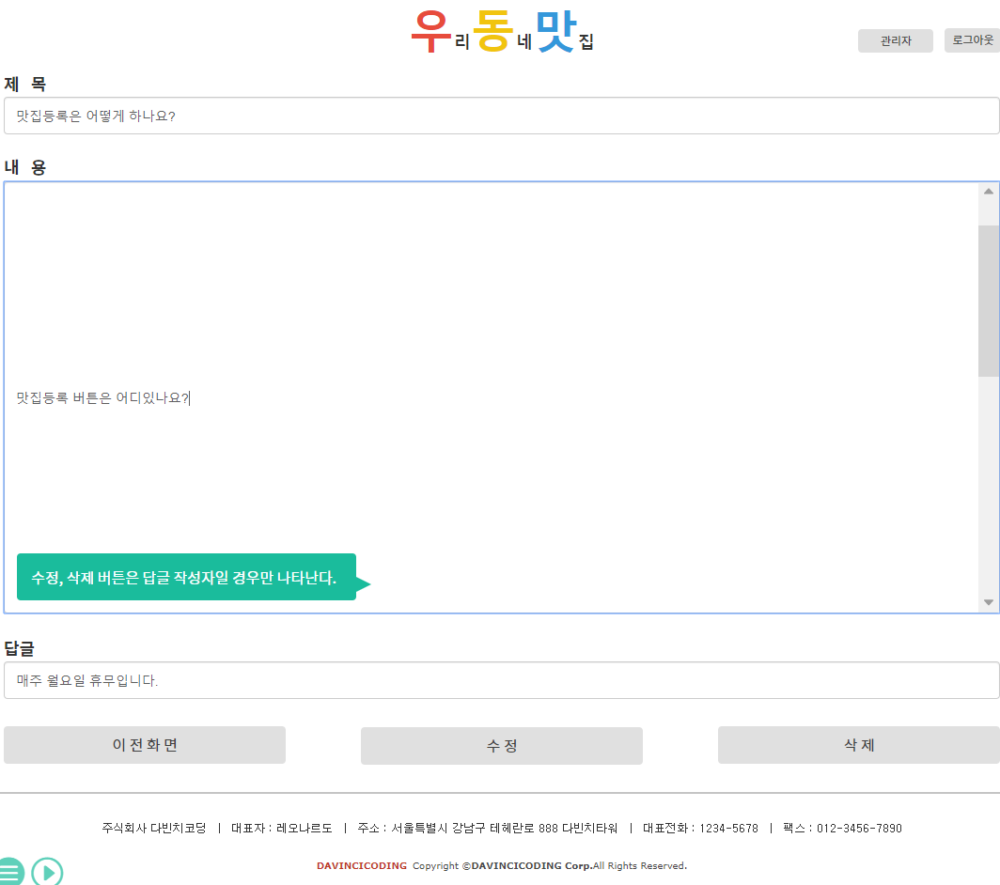 우리동네맛집
관리자 로그아웃
제 목
맛집등록은 어떻게 하나요?
내 용
맛집등록 버튼은 어디있나요?
수정, 삭제 버튼은 답글 작성자일 경우만 나타난다.
답글
매주 월요일 휴무입니다.
이 전 화 면 수 정 삭 제
주식회사 다빈치코딩 | 대표자 : 레오나르도 | 주소 : 서울특별시 강남구 테헤란로 888 다빈치타워 | 대표전화 : 1234-5678 | 팩스 : 012-3456-7890
DAVINCICODING Copyright ©DAVINCICODING Corp.All Rights Reserved.